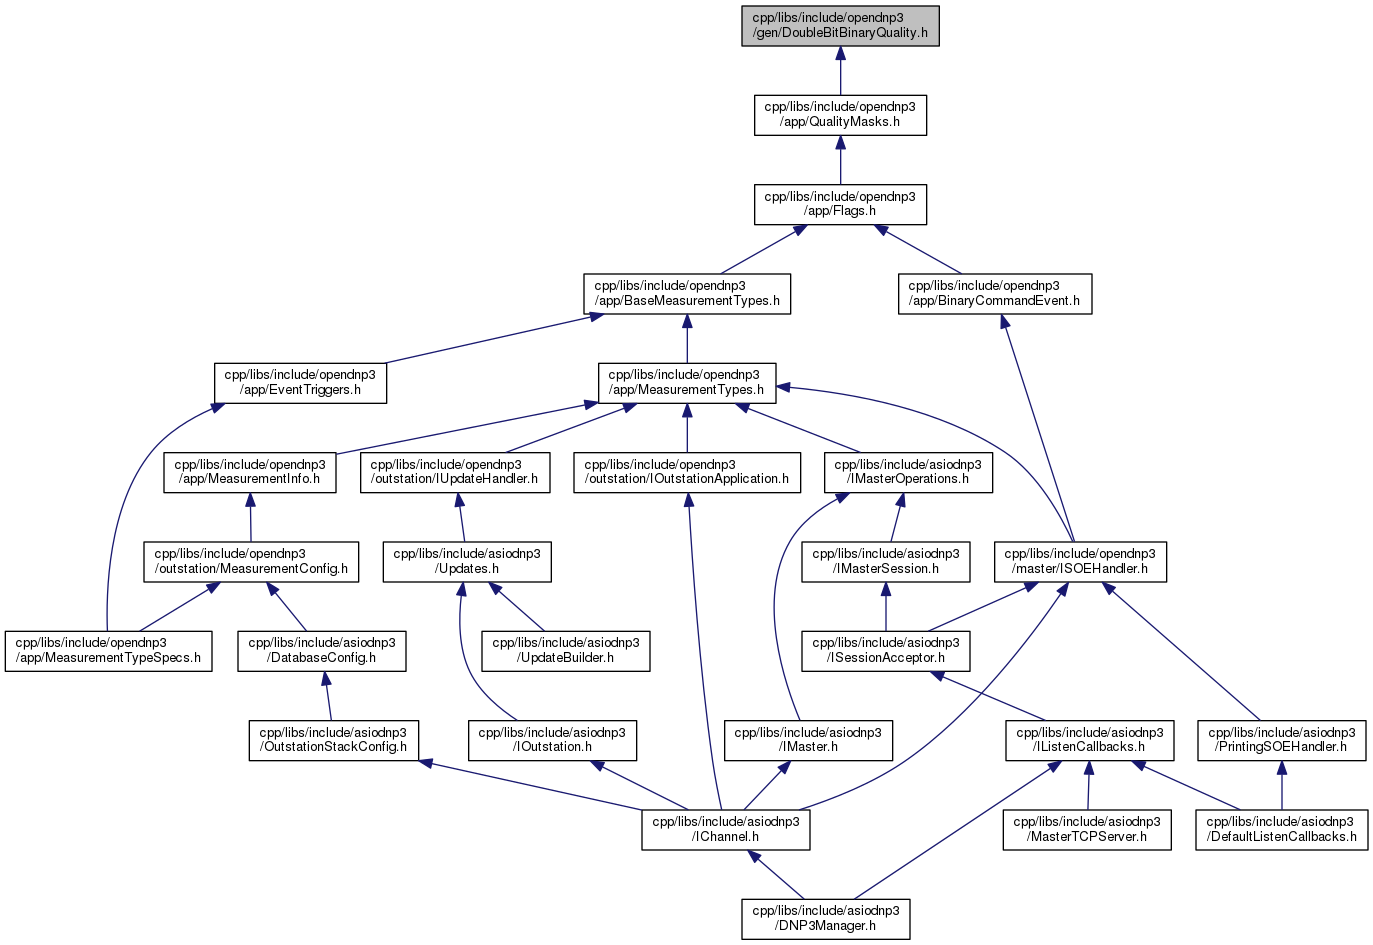 cpp/libs/include/opendnp3
/gen/DoubleBitBinaryQuality.h
cpp/libs/include/opendnp3
/app/QualityMasks.h
cpp/libs/include/opendnp3
/app/Flags.h
cpp/libs/include/opendnp3
/app/BaseMeasurementTypes.h
cpp/libs/include/opendnp3
/app/BinaryCommandEvent.h
cpp/libs/include/opendnp3
/app/EventTriggers.h
cpp/libs/include/opendnp3
/app/MeasurementTypes.h
cpp/libs/include/opendnp3
/app/MeasurementInfo.h
cpp/libs/include/opendnp3
/outstation/IUpdateHandler.h
cpp/libs/include/opendnp3
/outstation/IOutstationApplication.h
cpp/libs/include/asiodnp3
/IMasterOperations.h
cpp/libs/include/opendnp3
/outstation/MeasurementConfig.h
cpp/libs/include/asiodnp3
/Updates.h
cpp/libs/include/asiodnp3
/IMasterSession.h
cpp/libs/include/opendnp3
/master/ISOEHandler.h
cpp/libs/include/opendnp3
/app/MeasurementTypeSpecs.h
cpp/libs/include/asiodnp3
/DatabaseConfig.h
cpp/libs/include/asiodnp3
/UpdateBuilder.h
cpp/libs/include/asiodnp3
/ISessionAcceptor.h
cpp/libs/include/asiodnp3
/OutstationStackConfig.h
cpp/libs/include/asiodnp3
/IOutstation.h
cpp/libs/include/asiodnp3
/IMaster.h
cpp/libs/include/asiodnp3
/IListenCallbacks.h
cpp/libs/include/asiodnp3
/PrintingSOEHandler.h
cpp/libs/include/asiodnp3
/IChannel.h
cpp/libs/include/asiodnp3
/MasterTCPServer.h
cpp/libs/include/asiodnp3
/DefaultListenCallbacks.h
cpp/libs/include/asiodnp3
/DNP3Manager.h